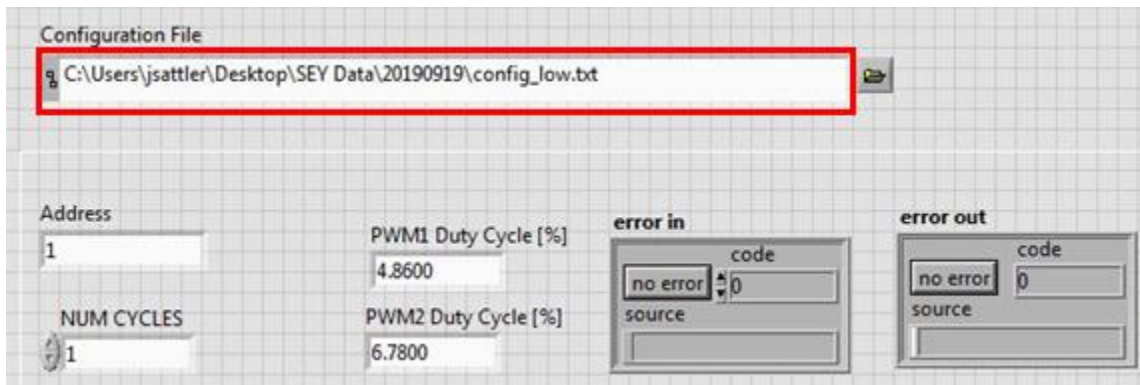 Configuration File
C:\Users\jsattler\Desktop\SEY Data\20190919\config_low.txt
Address
1
NUM CYCLES
1
PWM1 Duty Cycle [%]
4.8600
PWM2 Duty Cycle [%]
6.7800
error in
code
no error
0
source
error out
code
no error
0
source